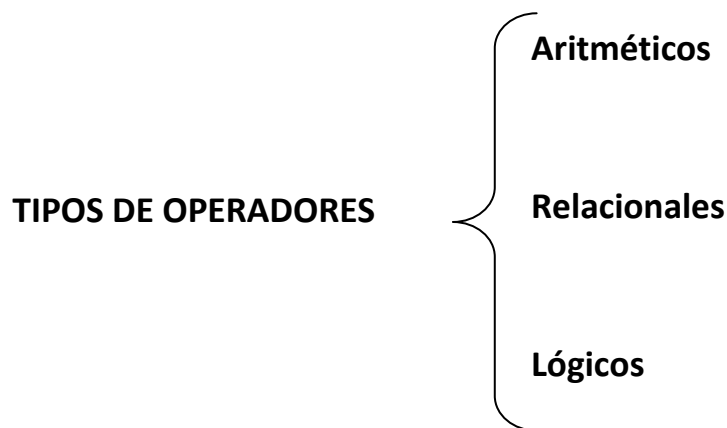 Aritméticos
TIPOS DE OPERADORES
Relacionales
Lógicos